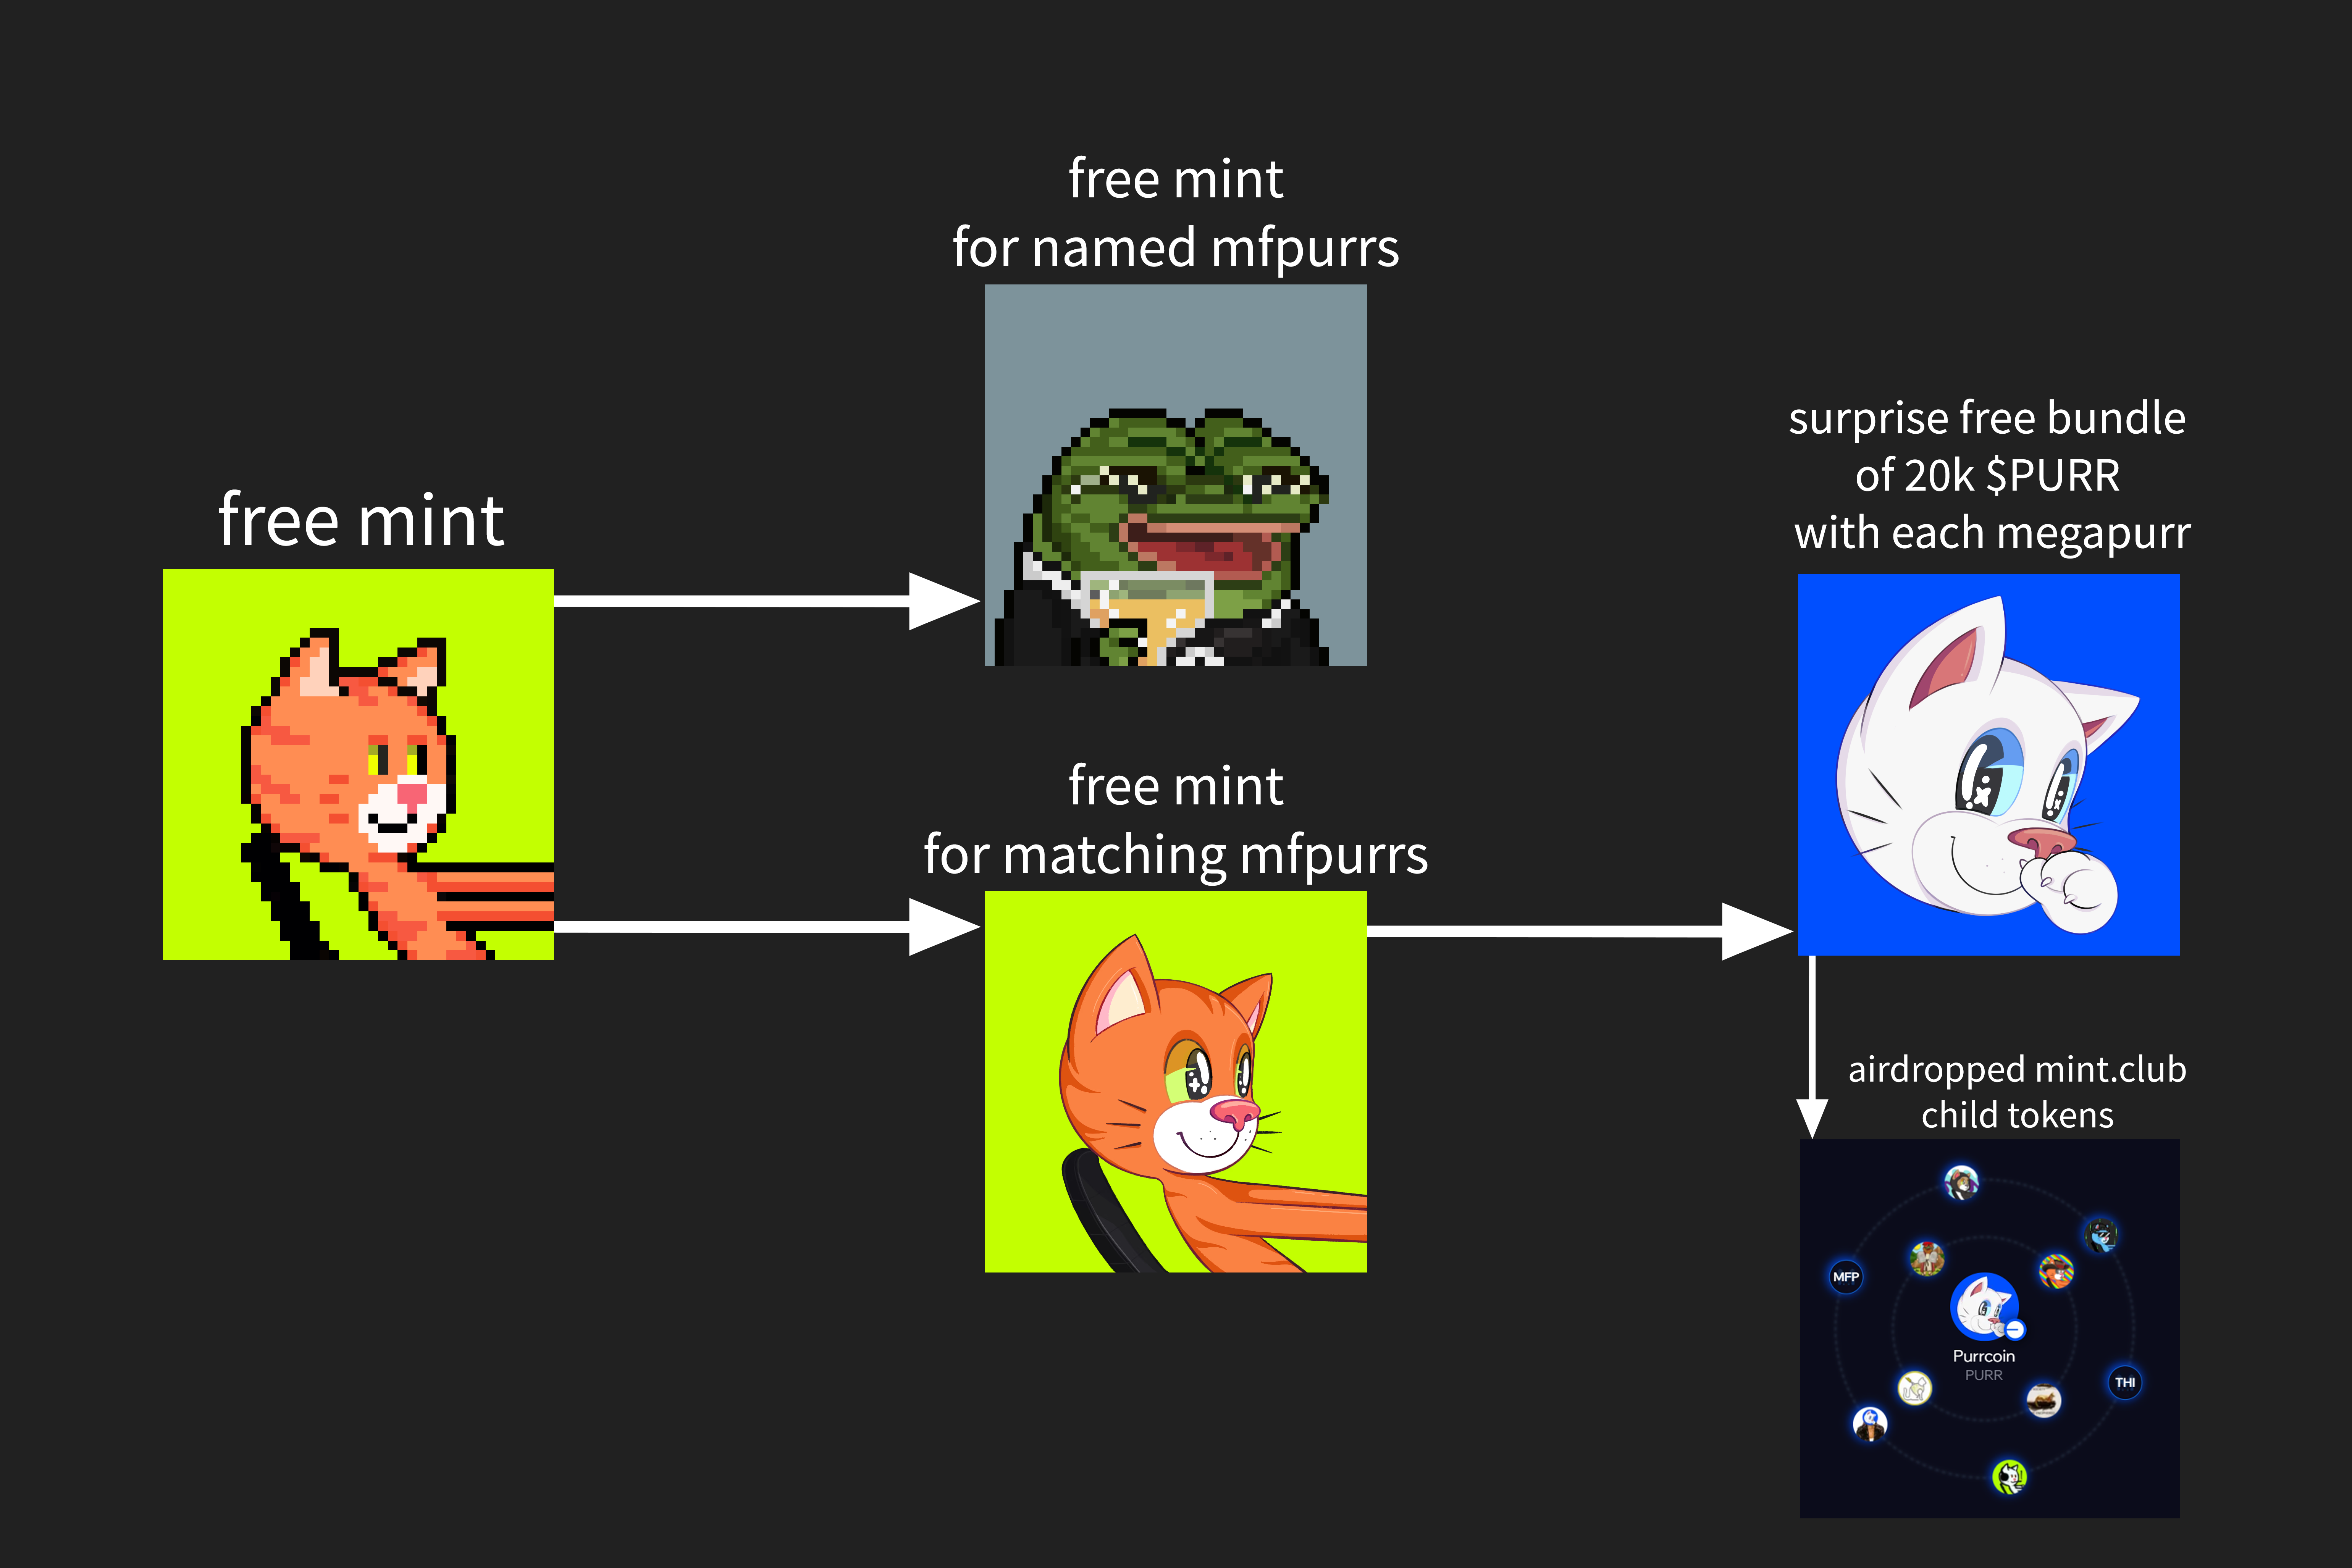 free mint
free mint
for named mfpurrs
free mint
for matching mfpurrs
surprise free bundle
of 20k $PURR
with each megapurr
airdropped mint.club
child tokens
MFP
Purrcoin
PURR
THI